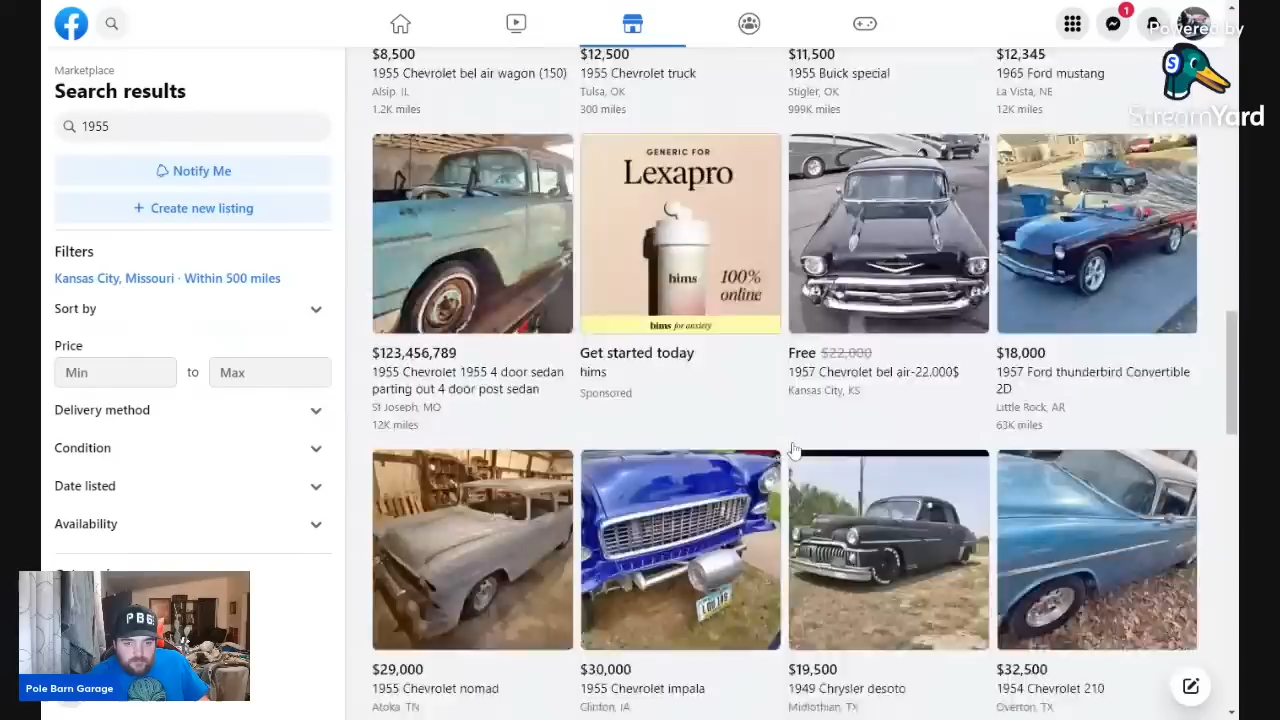 1
Powered by
S
StreamYard
Marketplace
Search results
1955
Notify Me
+ Create new listing
Filters
Kansas City, Missouri · Within 500 miles
Sort by
Price
Min
to
Max
Delivery method
Condition
Date listed
Availability
PB6
Pole Barn Garage
$8,500
1955 Chevrolet bel air wagon (150)
Alsip, IL
1.2K miles
$12,500
1955 Chevrolet truck
Tulsa, OK
300 miles
$11,500
1955 Buick special
Stigler, OK
999K miles
$12,345
1965 Ford mustang
La Vista, NE
12K miles
$123,456,789
1955 Chevrolet 1955 4 door sedan
parting out 4 door post sedan
St Joseph, MO
12K miles
GENERIC FOR
Lexapro
hims
100%
online
hims for anxiety
Get started today
hims
Sponsored
Free $22,000
1957 Chevrolet bel air-22.000$
Kansas City, KS
$18,000
1957 Ford thunderbird Convertible
2D
Little Rock, AR
63K miles
$29,000
1955 Chevrolet nomad
Atoka, TN
$30,000
1955 Chevrolet impala
Clinton, IA
$19,500
1949 Chrysler desoto
Midlothian, TX
$32,500
1954 Chevrolet 210
Overton, TX